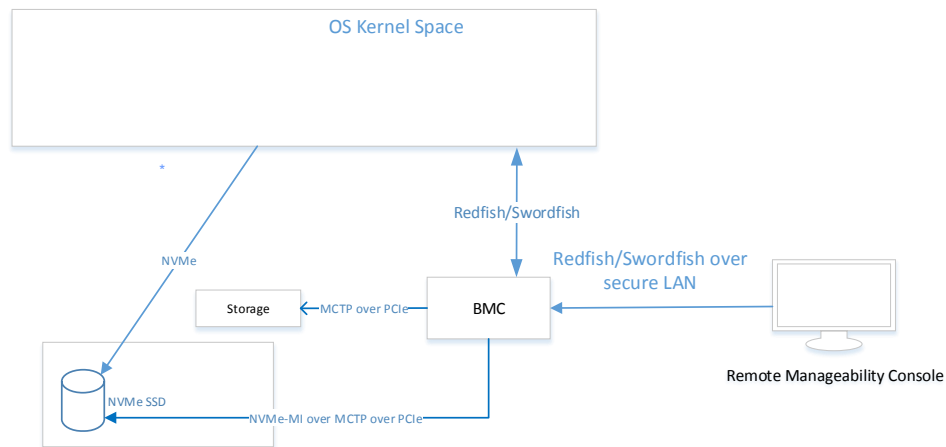 OS Kernel Space
*
Redfish/Swordfish
NVMe
Redfish/Swordfish over
secure LAN
Storage
MCTP over PCIe
BMC
Remote Manageability Console
NVMe SSD
NVMe-MI over MCTP over PCIe